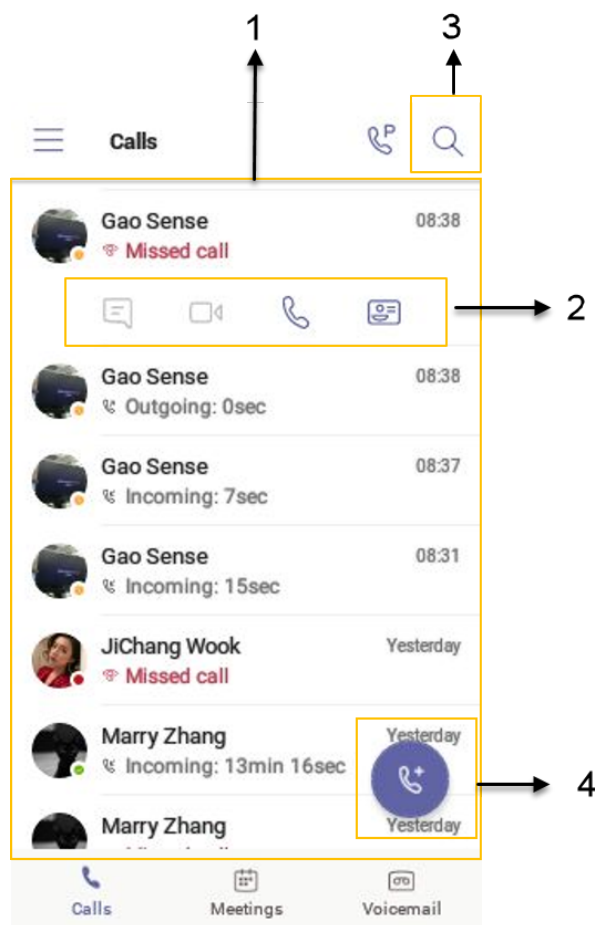 1
3
Calls
P
Gao Sense
08:38
Missed call
2
Gao Sense
08:38
Outgoing: 0sec
Gao Sense
08:37
Incoming: 7sec
Gao Sense
08:31
Incoming: 15sec
JiChang Wook
Yesterday
Missed call
Marry Zhang
Yesterday
Incoming: 13min 16sec
4
Marry Zhang
Yesterday
Calls
Meetings
Voicemail